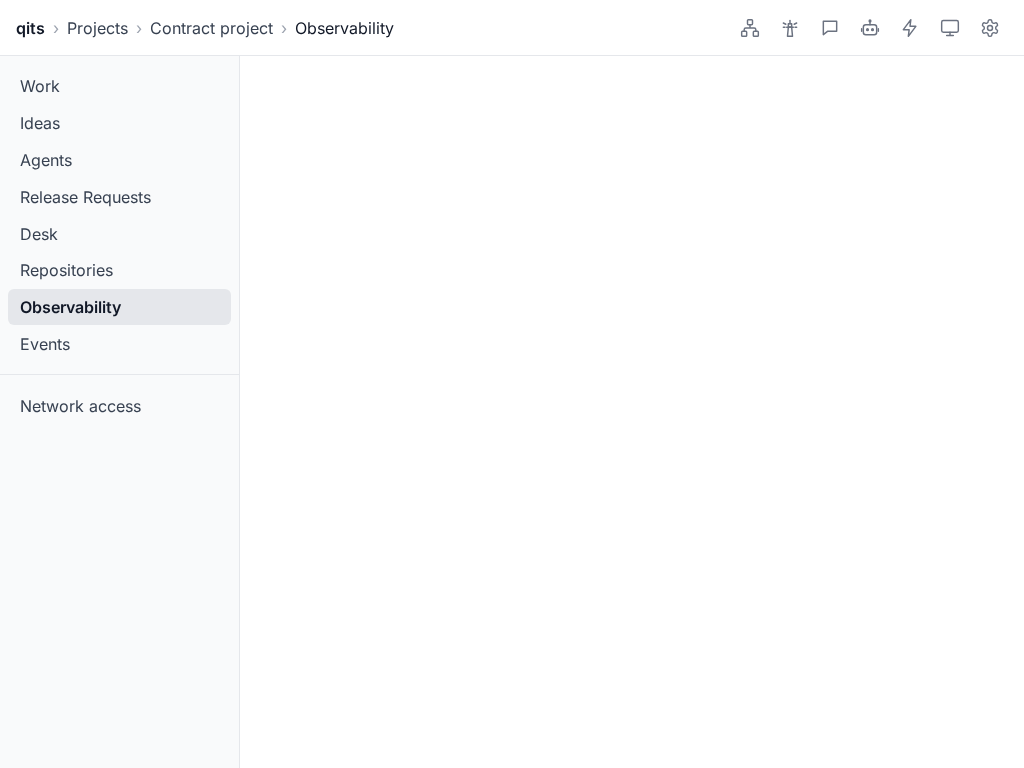 qits › Projects › Contract project › Observability
Work
Ideas
Agents
Release Requests
Desk
Repositories
Observability
Events
Network access